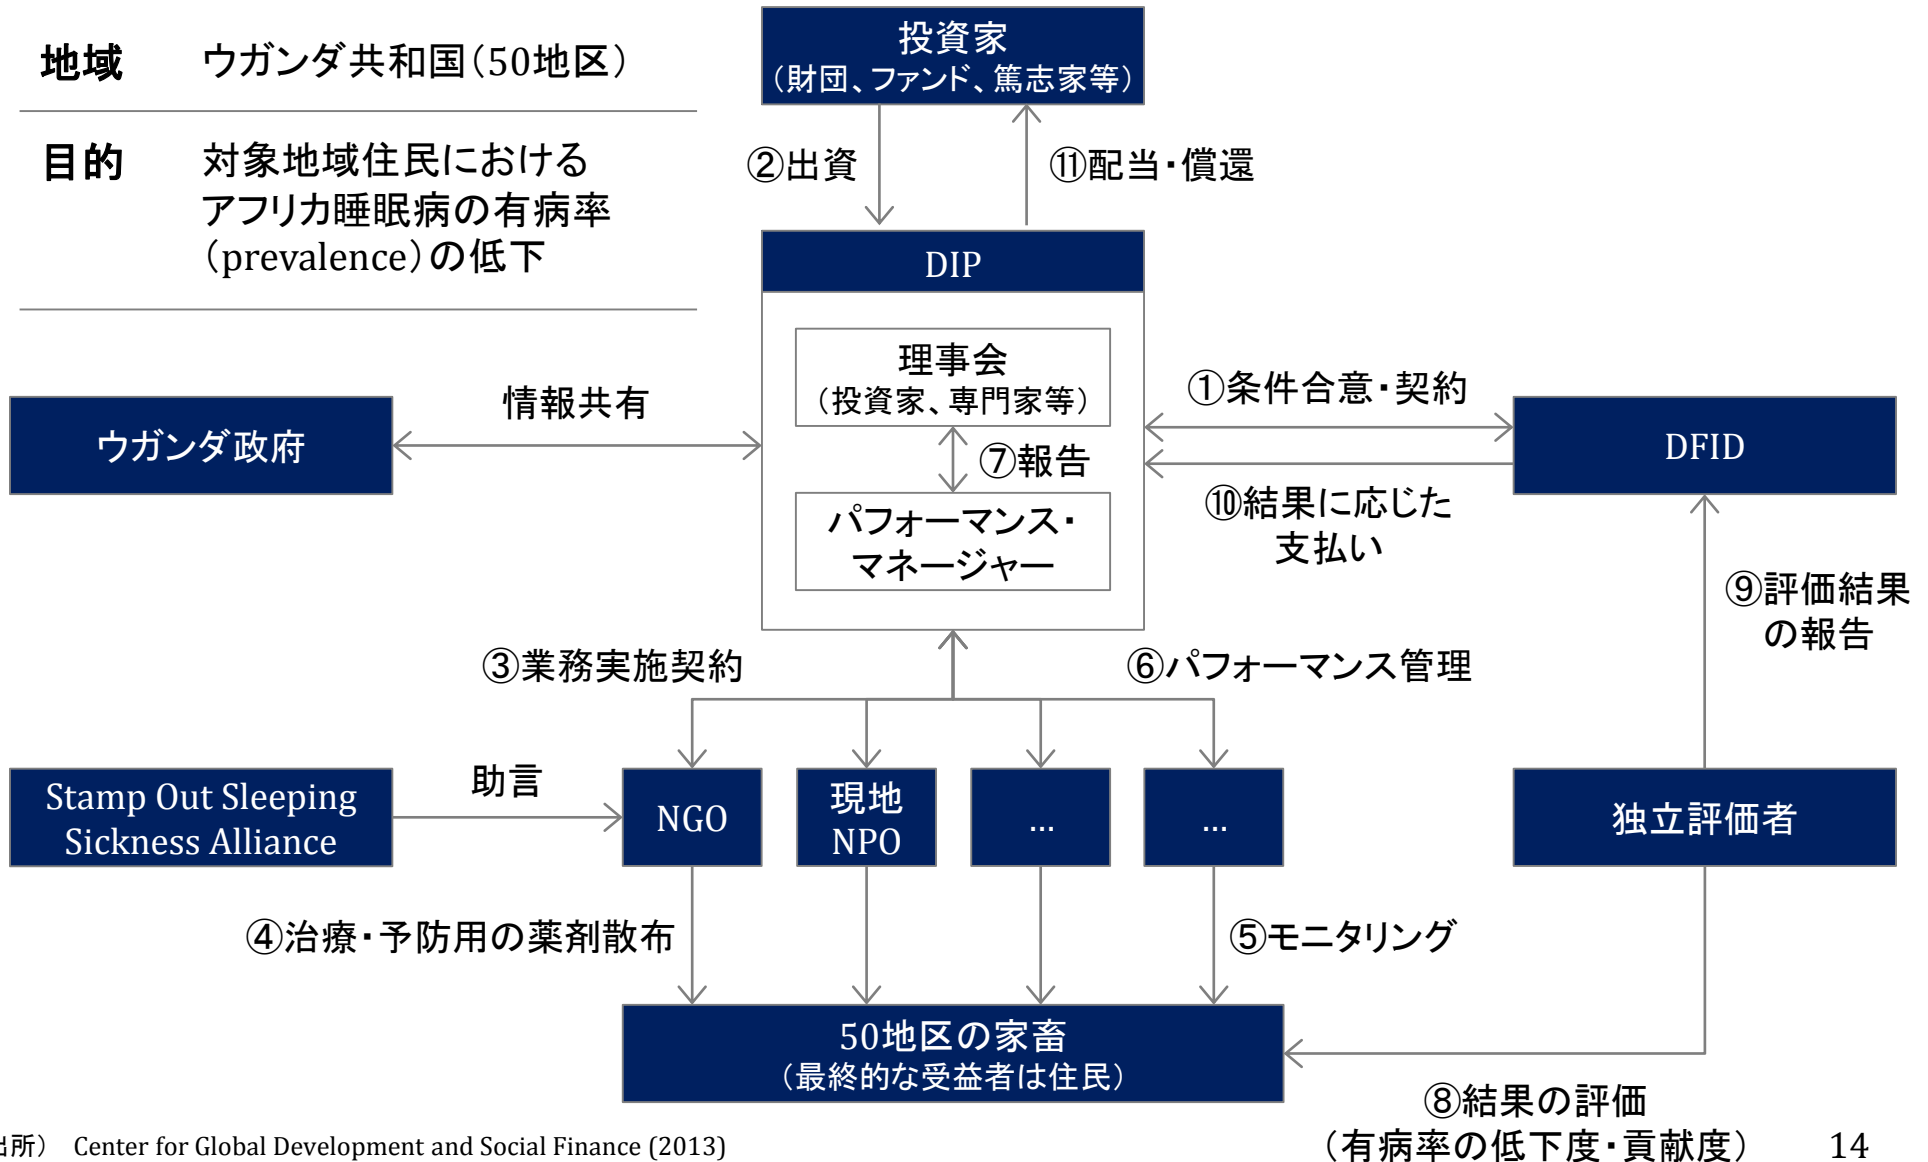 地域 ウガンダ共和国（50地区）
目的 対象地域住民における
アフリカ睡眠病の有病率
（prevalence）の低下
投資家
（財団、ファンド、篤志家等）
②出資
⑪配当・償還
DIP
理事会
（投資家、専門家等）
⑦報告
パフォーマンス・
マネージャー
情報共有
ウガンダ政府
①条件合意・契約
DFID
⑩結果に応じた
支払い
⑨評価結果
の報告
③業務実施契約
⑥パフォーマンス管理
Stamp Out Sleeping
Sickness Alliance
助言
NGO
現地
NPO
...
...
独立評価者
④治療・予防用の薬剤散布
⑤モニタリング
50地区の家畜
（最終的な受益者は住民）
⑧結果の評価
（有病率の低下度・貢献度）
出所） Center for Global Development and Social Finance (2013)
14